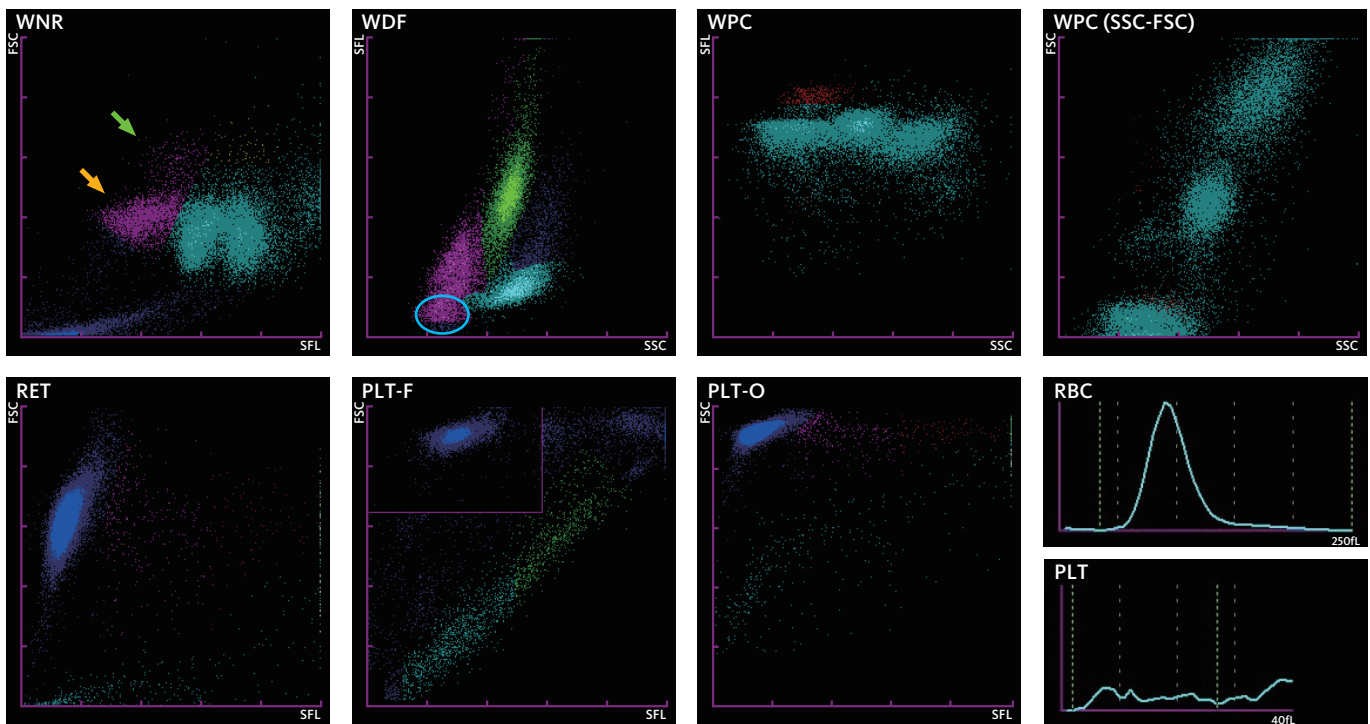 WNR
FSC
SFL
WDF
SFL
SSC
WPC
SFL
SSC
WPC (SSC-FSC)
FSC
SSC
RET
FSC
SFL
PLT-F
FSC
SFL
PLT-O
FSC
SFL
RBC
250fL
PLT
40fL